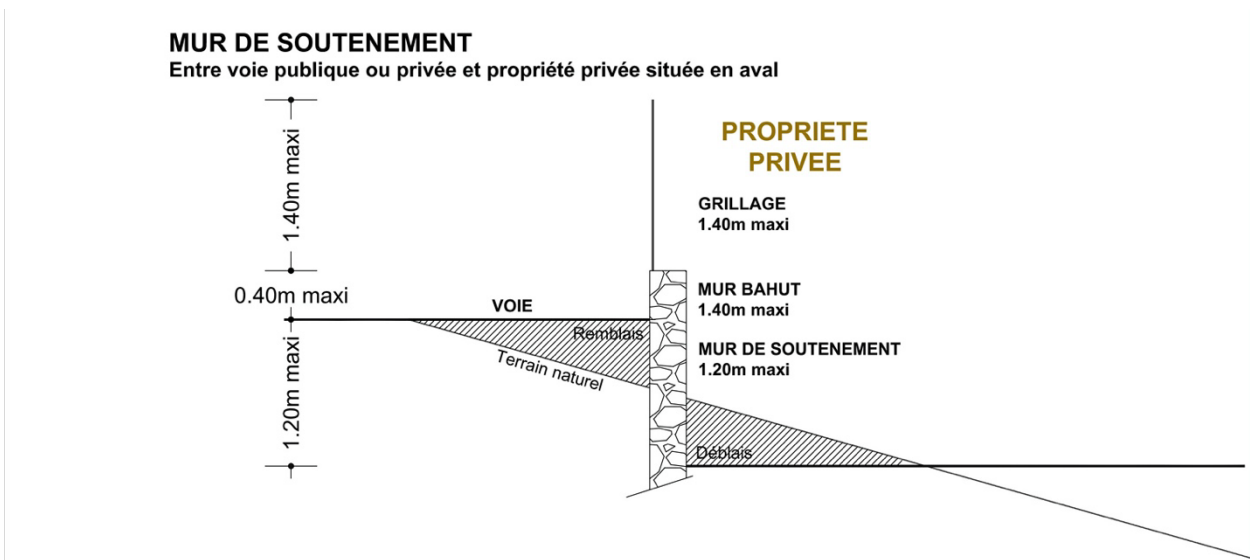 MUR DE SOUTENEMENT
Entre voie publique ou privée et propriété privée située en aval
1.40m maxi
0.40m maxi
1.20m maxi
PROPRIETE
PRIVEE
GRILLAGE
1.40m maxi
VOIE
Remblais
Terrain naturel
MUR BAHUT
1.40m maxi
MUR DE SOUTENEMENT
1.20m maxi
Déblais